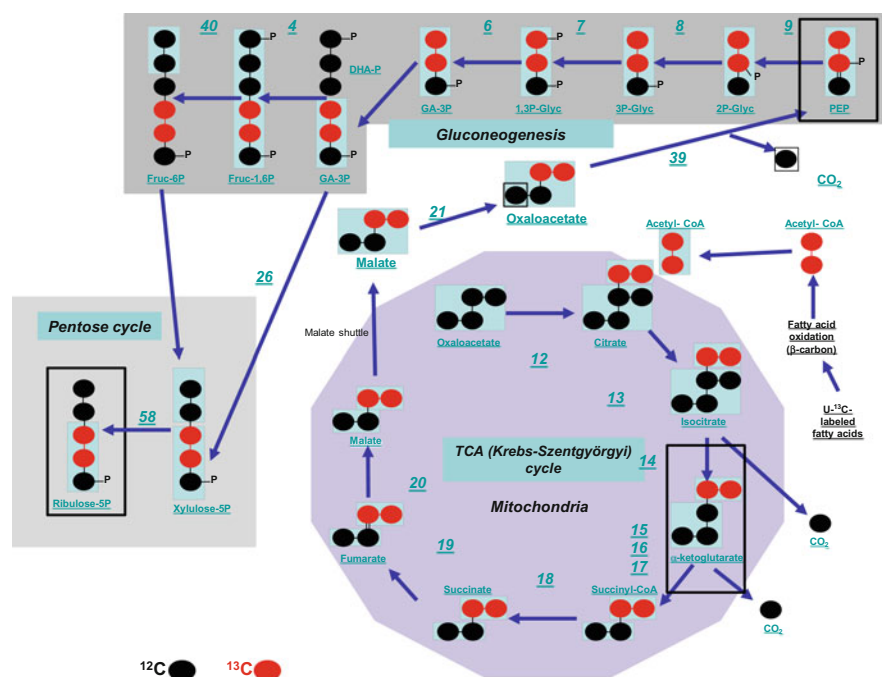 40 4 6 7 8 9
P P P
DHA-P P
P P P P
P P P
Fruc-6P Fruc-1,6P GA-3P GA-3P 1,3P-Glyc 3P-Glyc 2P-Glyc PEP
Gluconeogenesis
39
CO2
21
Oxaloacetate
Malate
Acetyl- CoA Acetyl- CoA
26
Pentose cycle
Malate shuttle
Oxaloacetate Citrate
Fatty acid
oxidation
(β-carbon)
12
13
Isocitrate
U-13C-
labeled
fatty acids
58
Malate
TCA (Krebs-Szentgyörgyi)
cycle
14
P P
Ribulose-5P Xylulose-5P
20
Mitochondria
15
16
17
Fumarate
19
α-ketoglutarate
CO2
18
Succinate Succinyl-CoA
CO2
12C 13C